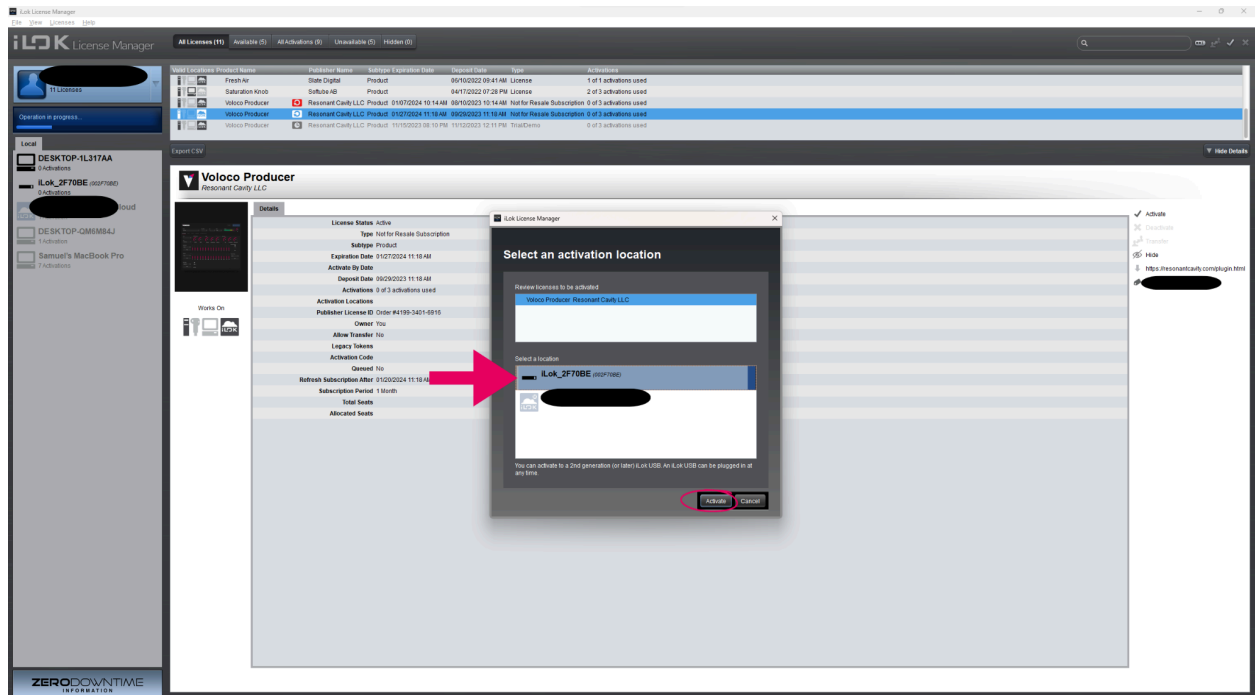 iLok License Manager
File View Licenses Help
iLOK License Manager
All Licenses (11) Available (5) All Activations (9) Unavailable (5) Hidden (0)
11 Licenses
Operation in progress...
Valid Locations Product Name Publisher Name Subtype Expiration Date Deposit Date Type Activations
Fresh Air Slate Digital Product 06/10/2022 09:41 AM License 1 of 1 activations used
Saturation Knob Softube AB Product 04/17/2022 07:28 PM License 2 of 3 activations used
Voloco Producer Resonant Cavity LLC Product 01/07/2024 10:14 AM 08/10/2023 10:14 AM Not for Resale Subscription 0 of 3 activations used
Voloco Producer Resonant Cavity LLC Product 01/27/2024 11:18 AM 09/29/2023 11:18 AM Not for Resale Subscription 0 of 3 activations used
Voloco Producer Resonant Cavity LLC Product 11/15/2023 08:10 PM 11/12/2023 12:11 PM Trial/Demo 0 of 3 activations used
Export CSV
Hide Details
Local
DESKTOP-1L317AA
0 Activations
iLok_2F70BE (002F70BE)
0 Activations
loud
DESKTOP-QM6M84J
1 Activation
Samuel's MacBook Pro
7 Activations
ZERODOWNTIME
INFORMATION
Voloco Producer
Resonant Cavity LLC
Works On
iLOK
Details
License Status Active
Type Not for Resale Subscription
Subtype Product
Expiration Date 01/27/2024 11:18 AM
Activate By Date
Deposit Date 09/29/2023 11:18 AM
Activations 0 of 3 activations used
Activation Locations
Publisher License ID Order #4199-3401-6916
Owner You
Allow Transfer No
Legacy Tokens
Activation Code
Queued No
Refresh Subscription After 01/20/2024 11:18 AM
Subscription Period 1 Month
Total Seats
Allocated Seats
iLok License Manager
Select an activation location
Review licenses to be activated
Voloco Producer Resonant Cavity LLC
Select a location
iLok_2F70BE (002F70BE)
iLOK
You can activate to a 2nd generation (or later) iLok USB. An iLok USB can be plugged in at
any time.
Activate Cancel
Activate
Deactivate
Transfer
Hide
https://resonantcavity.com/plugin.html